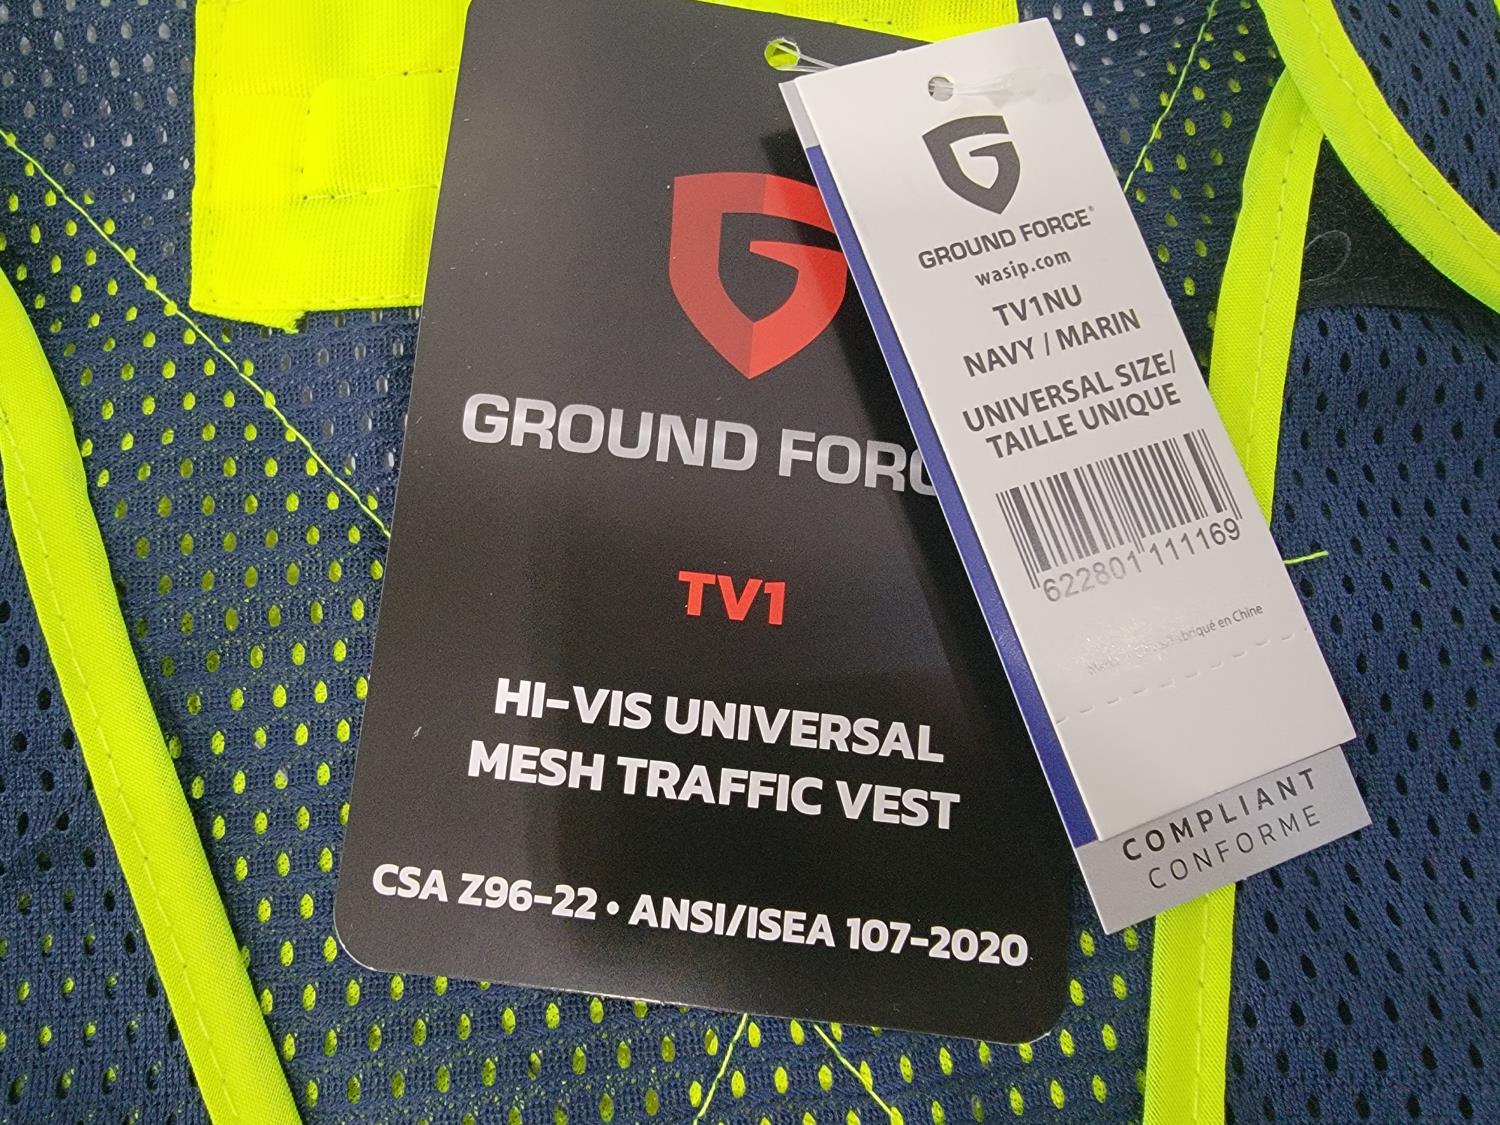 GROUND FORC
TV1
HI-VIS UNIVERSAL
MESH TRAFFIC VEST
CSA Z96-22 • ANSI/ISEA 107-2020
GROUND FORCE®
wasip.com
TV1NU
NAVY / MARIN
UNIVERSAL SIZE/
TAILLE UNIQUE
622801 111169
Fabriqué en Chine
COMPLIANT
CONFORME